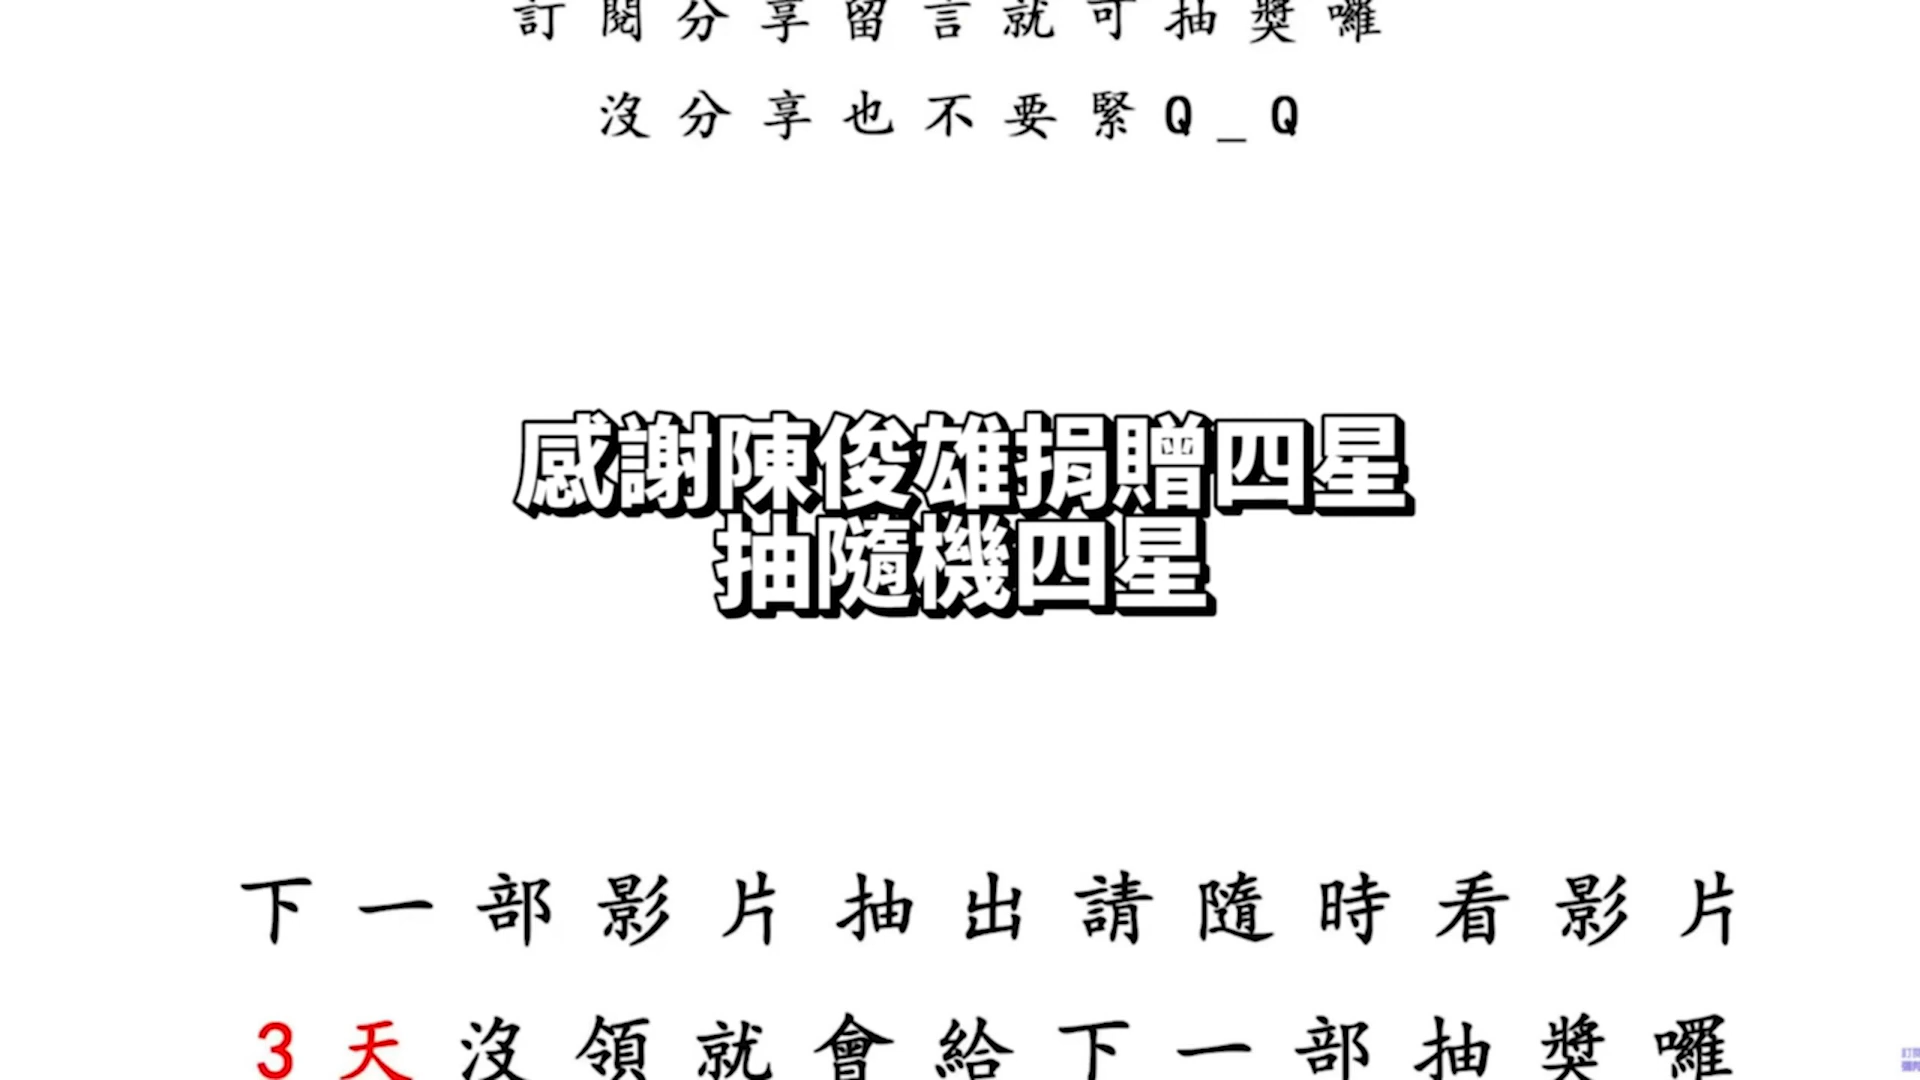 訂閱分享留言就可抽獎囉
沒分享也不要緊Q_Q
感謝陳俊雄捐贈四星
抽隨機四星
下一部影片抽出請隨時看影片
3天沒領就會給下一部抽獎囉